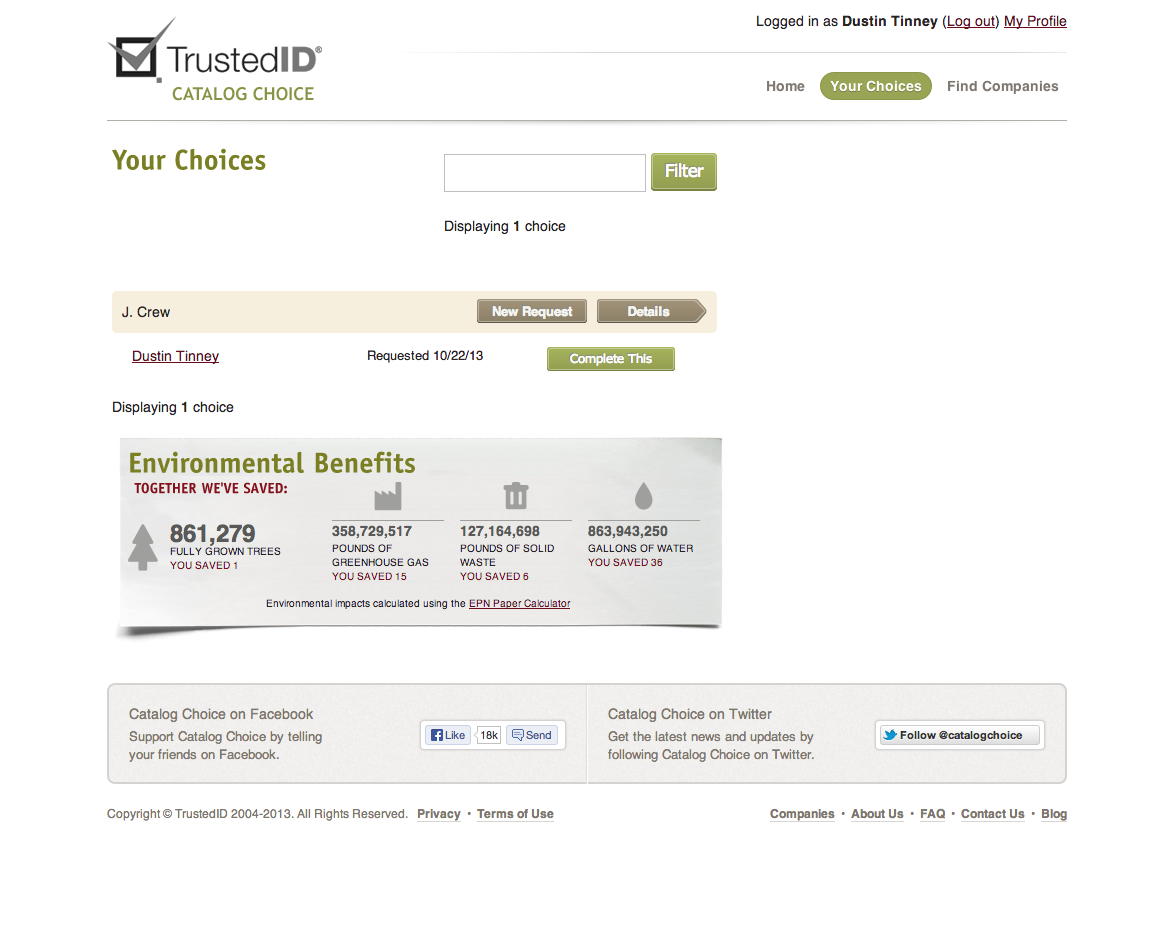 Logged in as Dustin Tinney (Log out) My Profile
TrustedID®
CATALOG CHOICE
Home Your Choices Find Companies
Your Choices
Filter
Displaying 1 choice
J. Crew New Request Details
Dustin Tinney Requested 10/22/13 Complete This
Displaying 1 choice
Environmental Benefits
TOGETHER WE'VE SAVED:
861,279
FULLY GROWN TREES
YOU SAVED 1
358,729,517
POUNDS OF
GREENHOUSE GAS
YOU SAVED 15
127,164,698
POUNDS OF SOLID
WASTE
YOU SAVED 6
863,943,250
GALLONS OF WATER
YOU SAVED 36
Environmental impacts calculated using the EPN Paper Calculator
Catalog Choice on Facebook
Support Catalog Choice by telling
your friends on Facebook.
Like 18k Send
Catalog Choice on Twitter
Get the latest news and updates by
following Catalog Choice on Twitter.
Follow @catalogchoice
Copyright © TrustedID 2004-2013. All Rights Reserved. Privacy • Terms of Use
Companies • About Us • FAQ • Contact Us • Blog